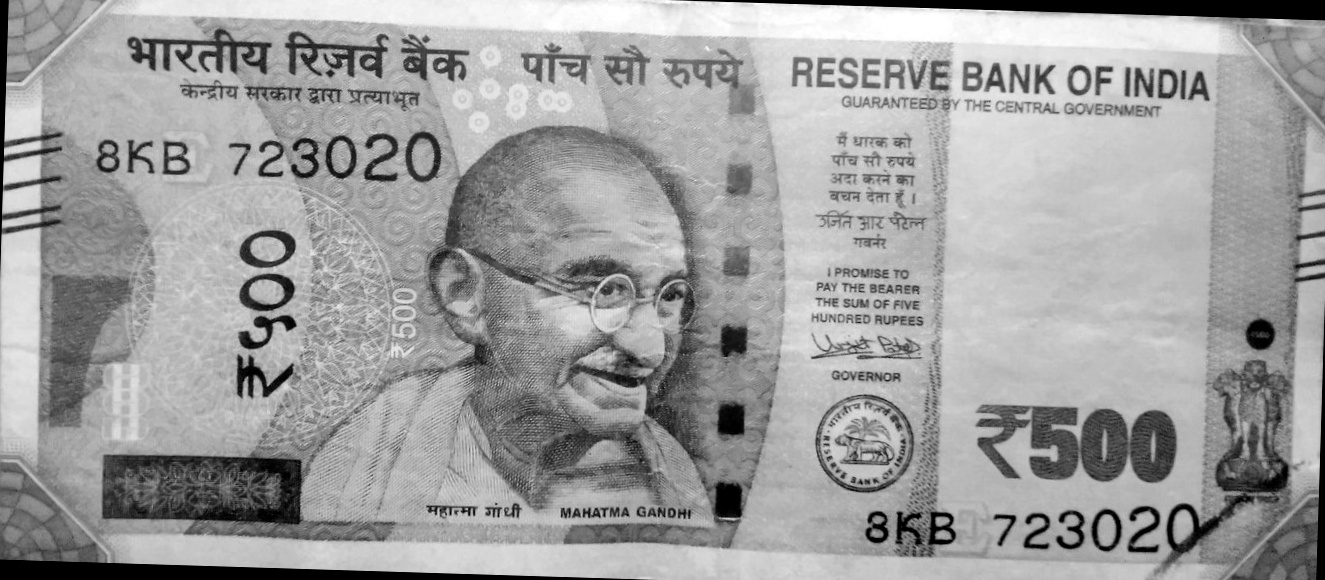 भारतीय रिज़र्व बैंक
केन्द्रीय सरकार द्वारा प्रत्याभूत
पाँच सौ रुपये
RESERVE BANK OF INDIA
GUARANTEED BY THE CENTRAL GOVERNMENT
8KB 723020
₹५००
₹500
मैं धारक को
पाँच सौ रुपये
अदा करने का
वचन देता हूँ ।
उर्जित आर पटेल
गवर्नर
I PROMISE TO
PAY THE BEARER
THE SUM OF FIVE
HUNDRED RUPEES
Urjit Patel
GOVERNOR
भारतीय रिज़र्व बैंक
RESERVE BANK OF INDIA
₹500
महात्मा गांधी
MAHATMA GANDHI
8KB 723020